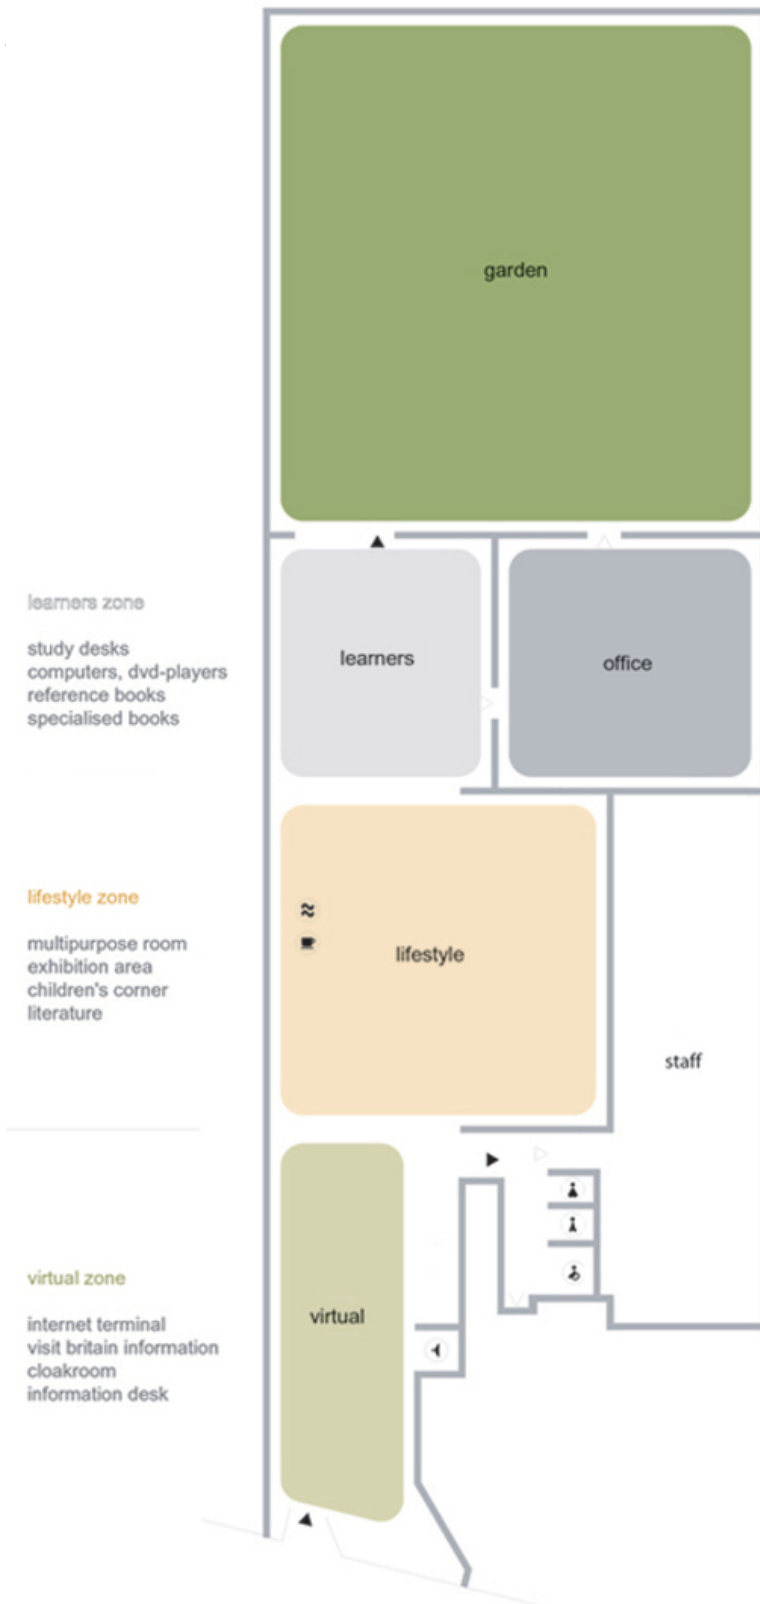 garden
learners zone
study desks
computers, dvd-players
reference books
specialised books
learners
office
lifestyle zone
multipurpose room
exhibition area
children's corner
literature
lifestyle
staff
virtual zone
internet terminal
visit britain information
cloakroom
information desk
virtual